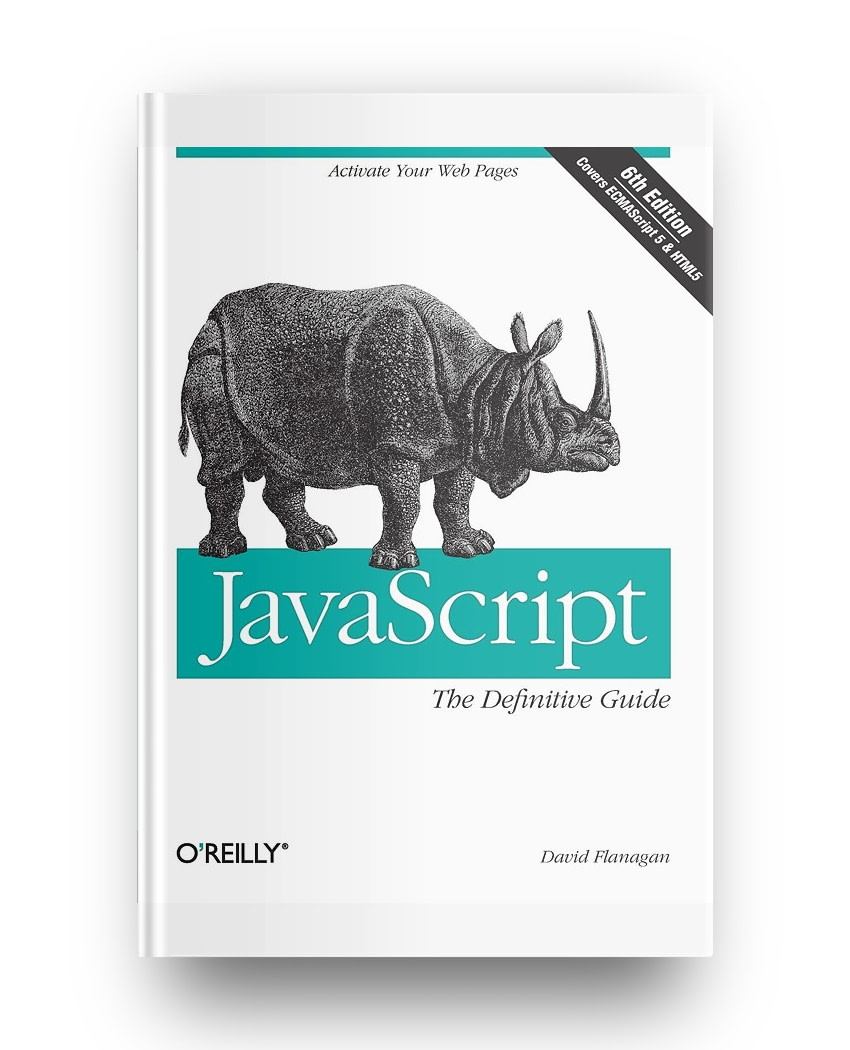 Activate Your Web Pages
6th Edition
Covers ECMAScript 5 & HTML5
JavaScript
The Definitive Guide
O'REILLY®
David Flanagan